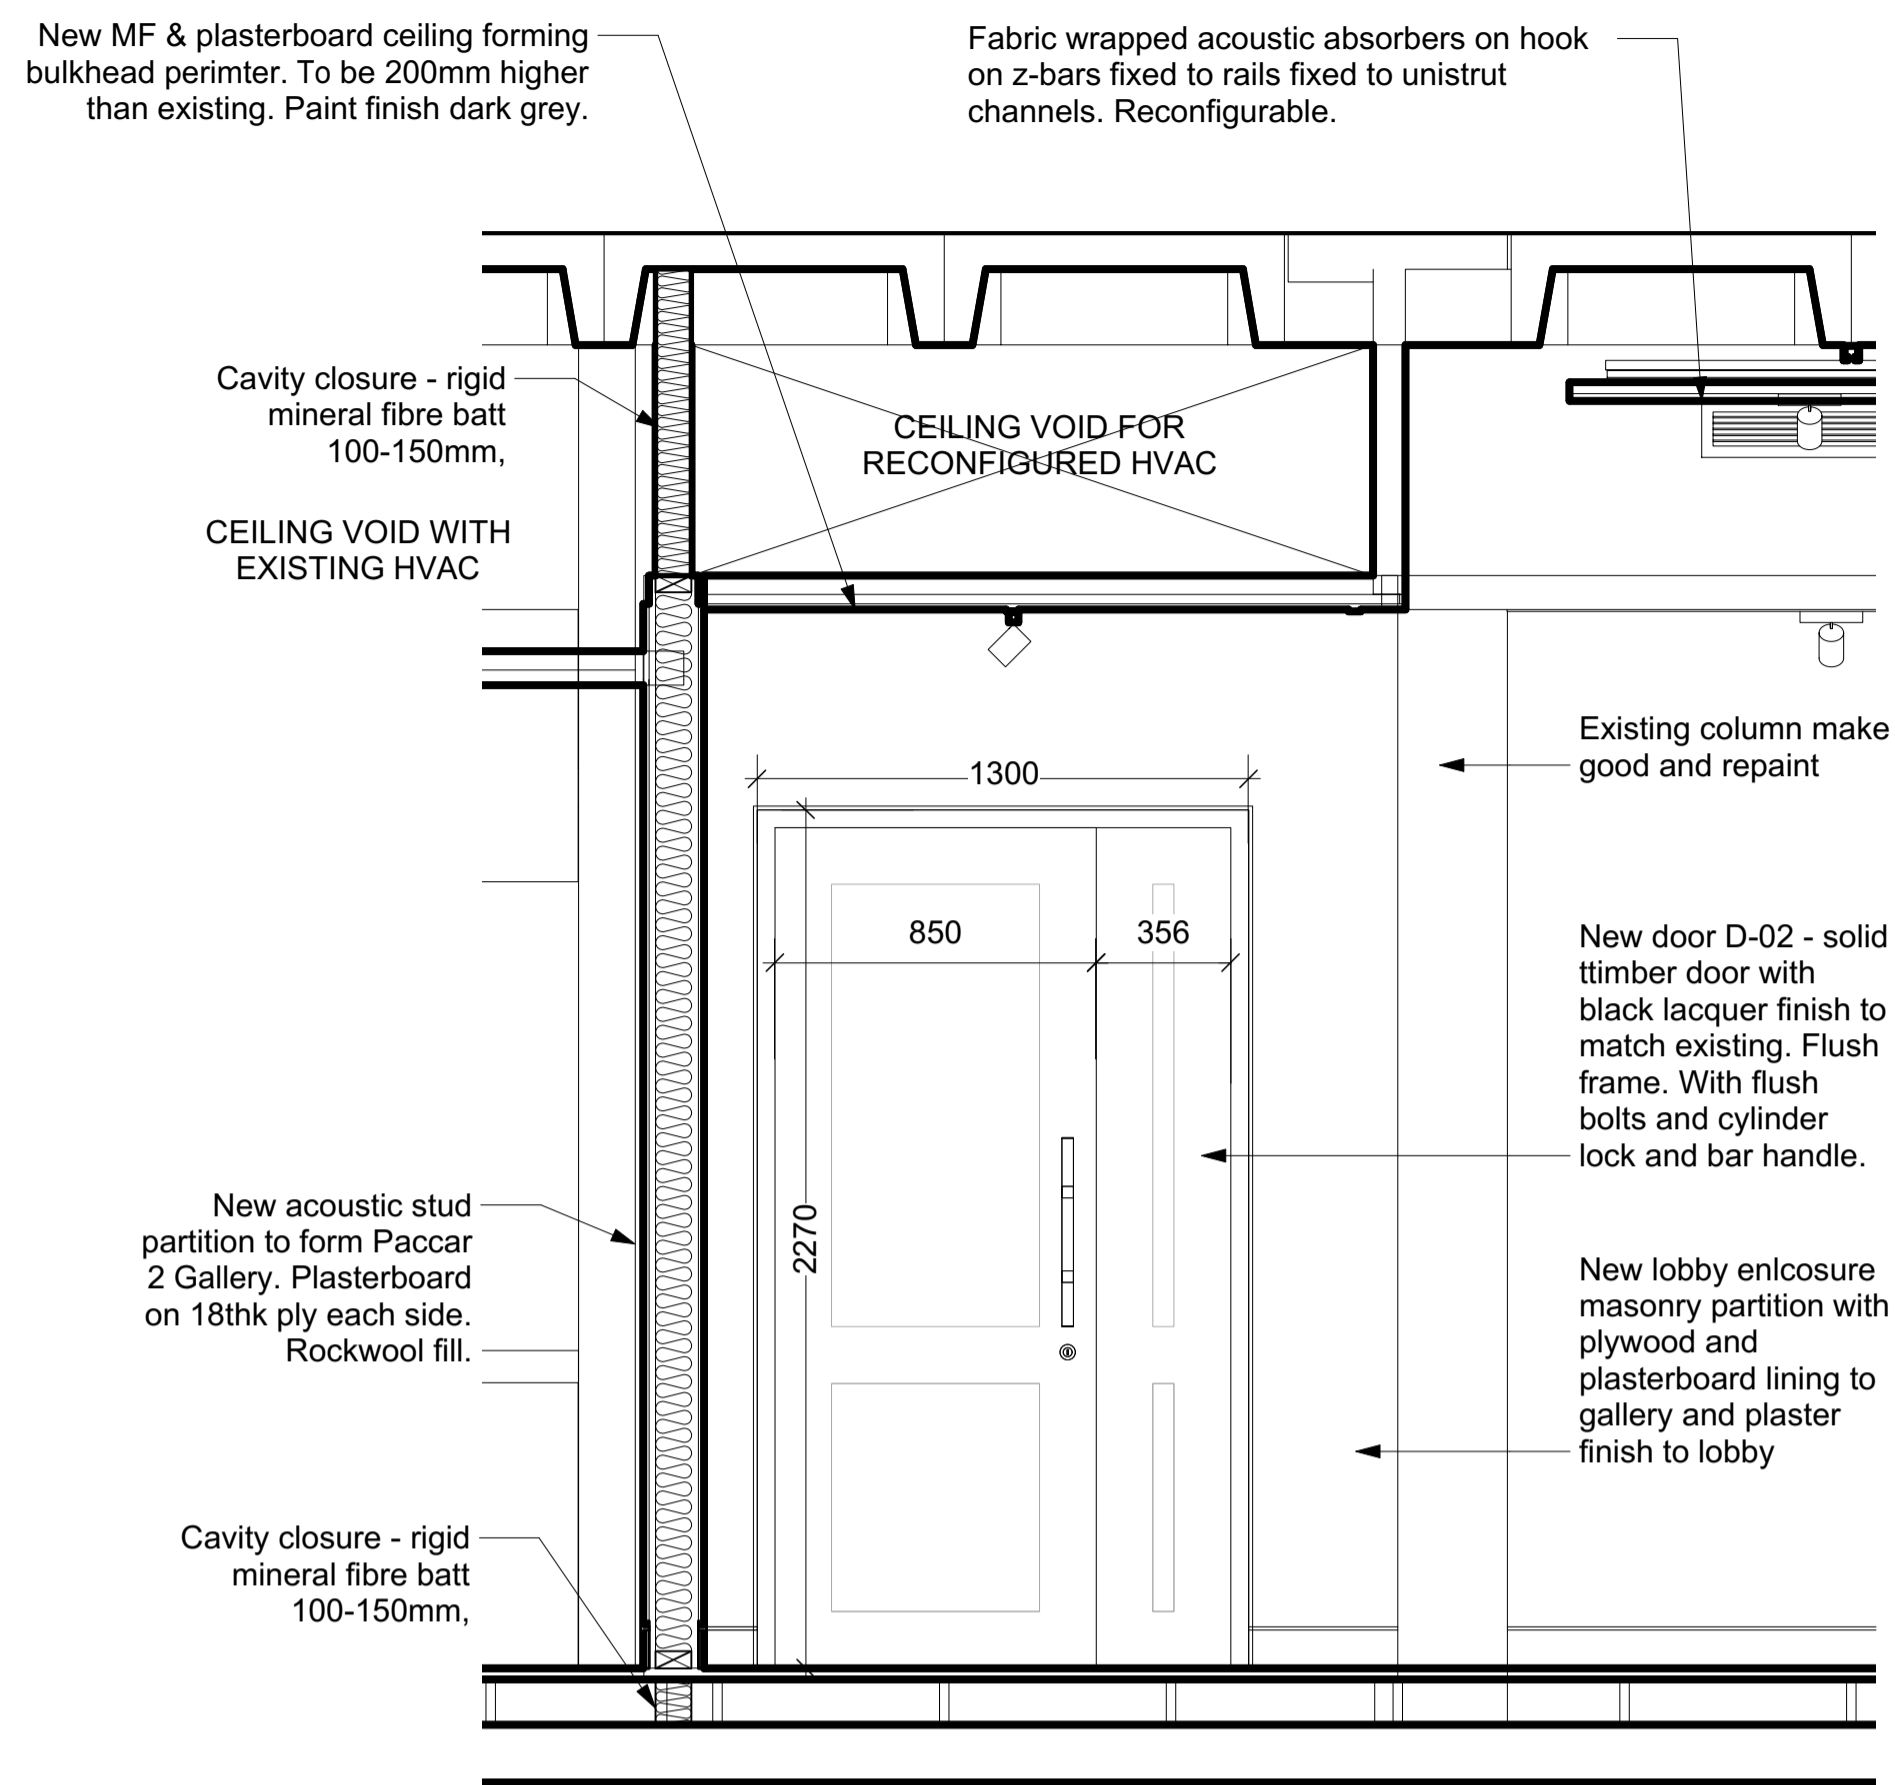 New MF & plasterboard ceiling forming
bulkhead perimter. To be 200mm higher
than existing. Paint finish dark grey.
Fabric wrapped acoustic absorbers on hook
on z-bars fixed to rails fixed to unistrut
channels. Reconfigurable.
Cavity closure - rigid
mineral fibre batt
100-150mm,
CEILING VOID FOR
RECONFIGURED HVAC
CEILING VOID WITH
EXISTING HVAC
Existing column make
good and repaint
1300
850
356
2270
New door D-02 - solid
ttimber door with
black lacquer finish to
match existing. Flush
frame. With flush
bolts and cylinder
lock and bar handle.
New acoustic stud
partition to form Paccar
2 Gallery. Plasterboard
on 18thk ply each side.
Rockwool fill.
New lobby enlcosure
masonry partition with
plywood and
plasterboard lining to
gallery and plaster
finish to lobby
Cavity closure - rigid
mineral fibre batt
100-150mm,